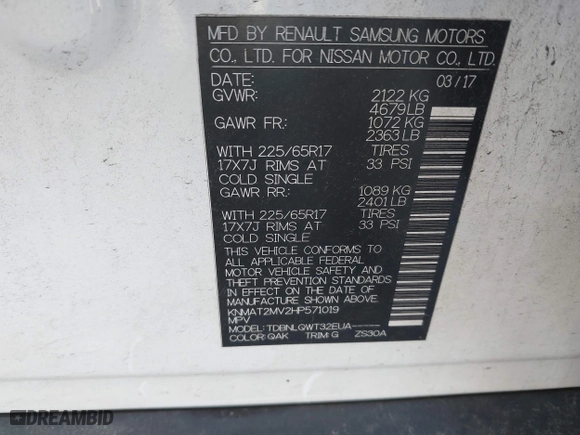 MFD BY RENAULT SAMSUNG MOTORS
CO., LTD. FOR NISSAN MOTOR CO., LTD.
DATE: 03/17
GVWR: 2122 KG
4679LB
GAWR FR: 1072 KG
2363 LB
WITH 225/65R17 TIRES
17X7J RIMS AT 33 PSI
COLD SINGLE
GAWR RR: 1089 KG
2401 LB
WITH 225/65R17 TIRES
17X7J RIMS AT 33 PSI
COLD SINGLE
THIS VEHICLE CONFORMS TO
ALL APPLICABLE FEDERAL
MOTOR VEHICLE SAFETY AND
THEFT PREVENTION STANDARDS
IN EFFECT ON THE DATE OF
MANUFACTURE SHOWN ABOVE.
KNMAT2MV2HP571019
MPV
MODEL: TDBNLQWT32EUA-----
COLOR: QAK TRIM: G ZS30A
DREAMBID